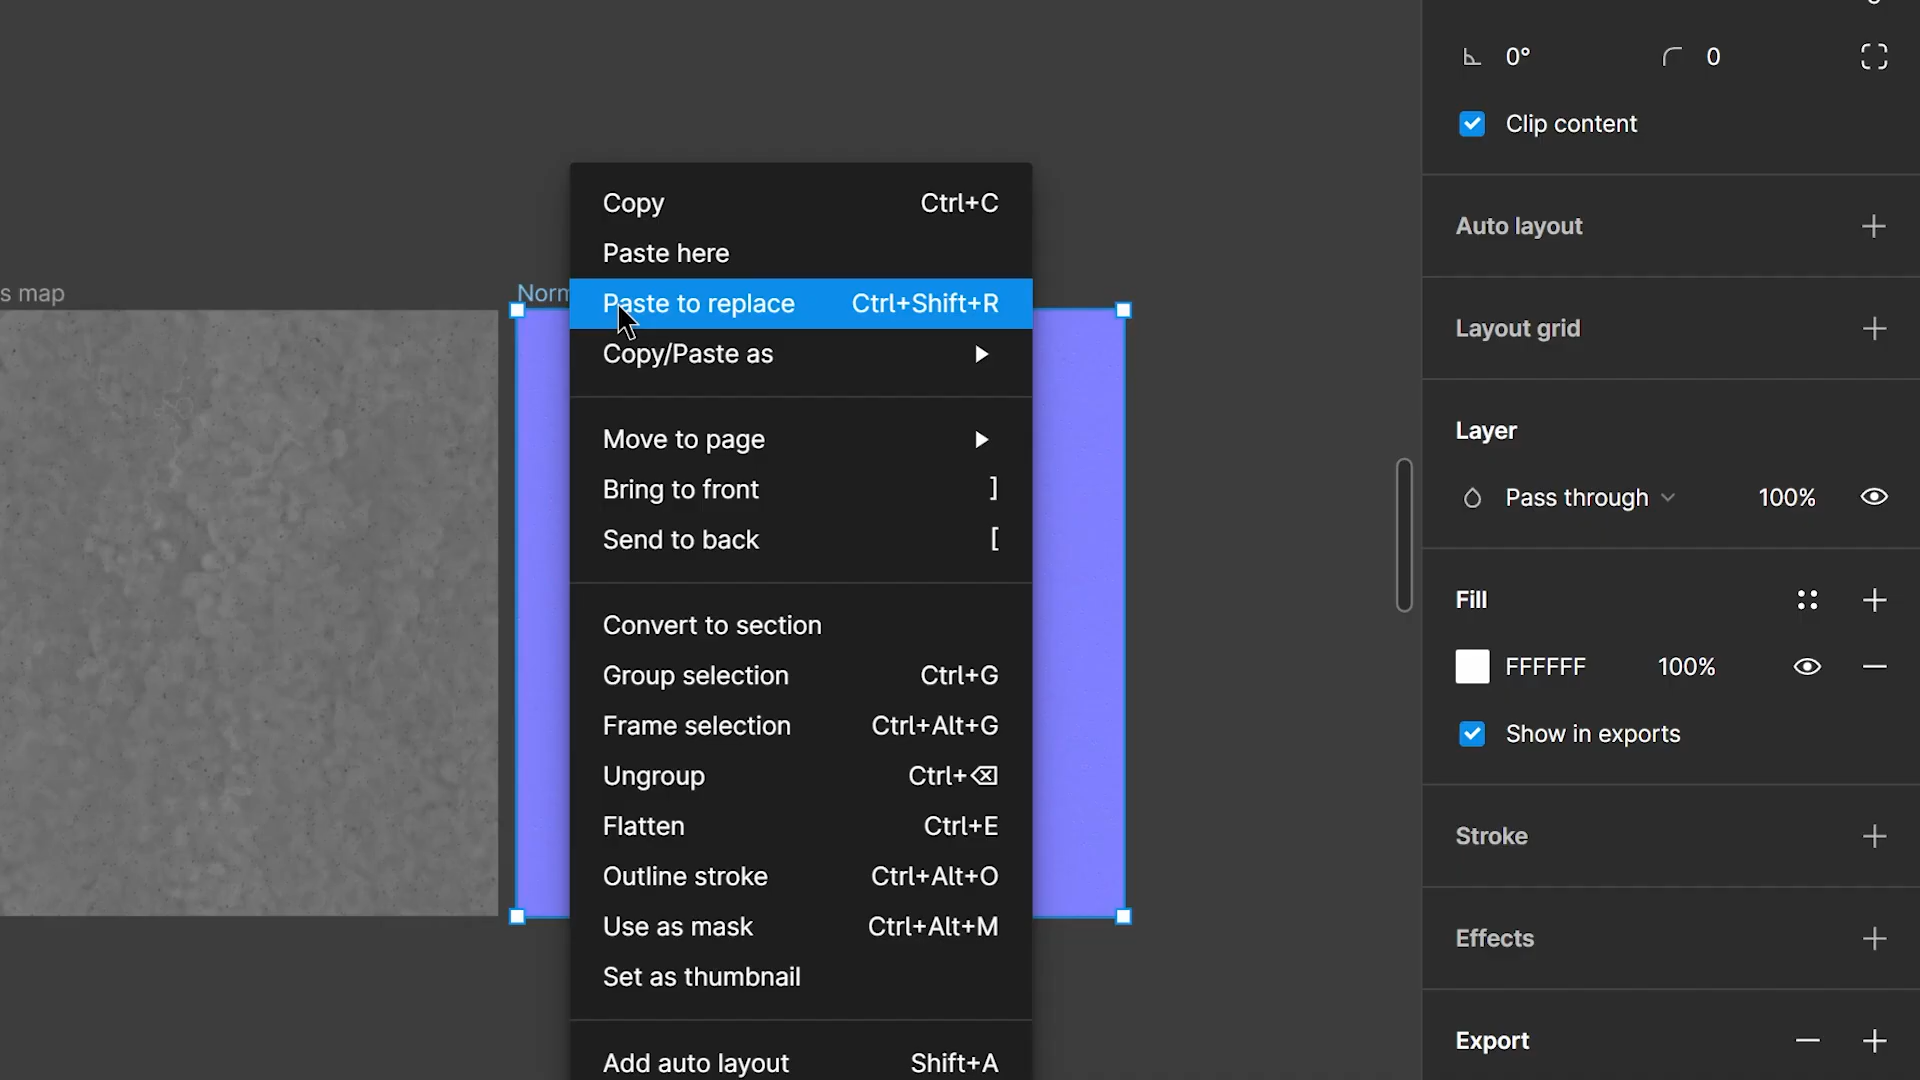 0°
0
Clip content
Auto layout
Layout grid
Layer
Pass through
100%
Fill
FFFFFF
100%
Show in exports
Stroke
Effects
Export
s map
Norm
Copy Ctrl+C
Paste here
Paste to replace Ctrl+Shift+R
Copy/Paste as
Move to page
Bring to front ]
Send to back [
Convert to section
Group selection Ctrl+G
Frame selection Ctrl+Alt+G
Ungroup Ctrl+⌫
Flatten Ctrl+E
Outline stroke Ctrl+Alt+O
Use as mask Ctrl+Alt+M
Set as thumbnail
Add auto layout Shift+A